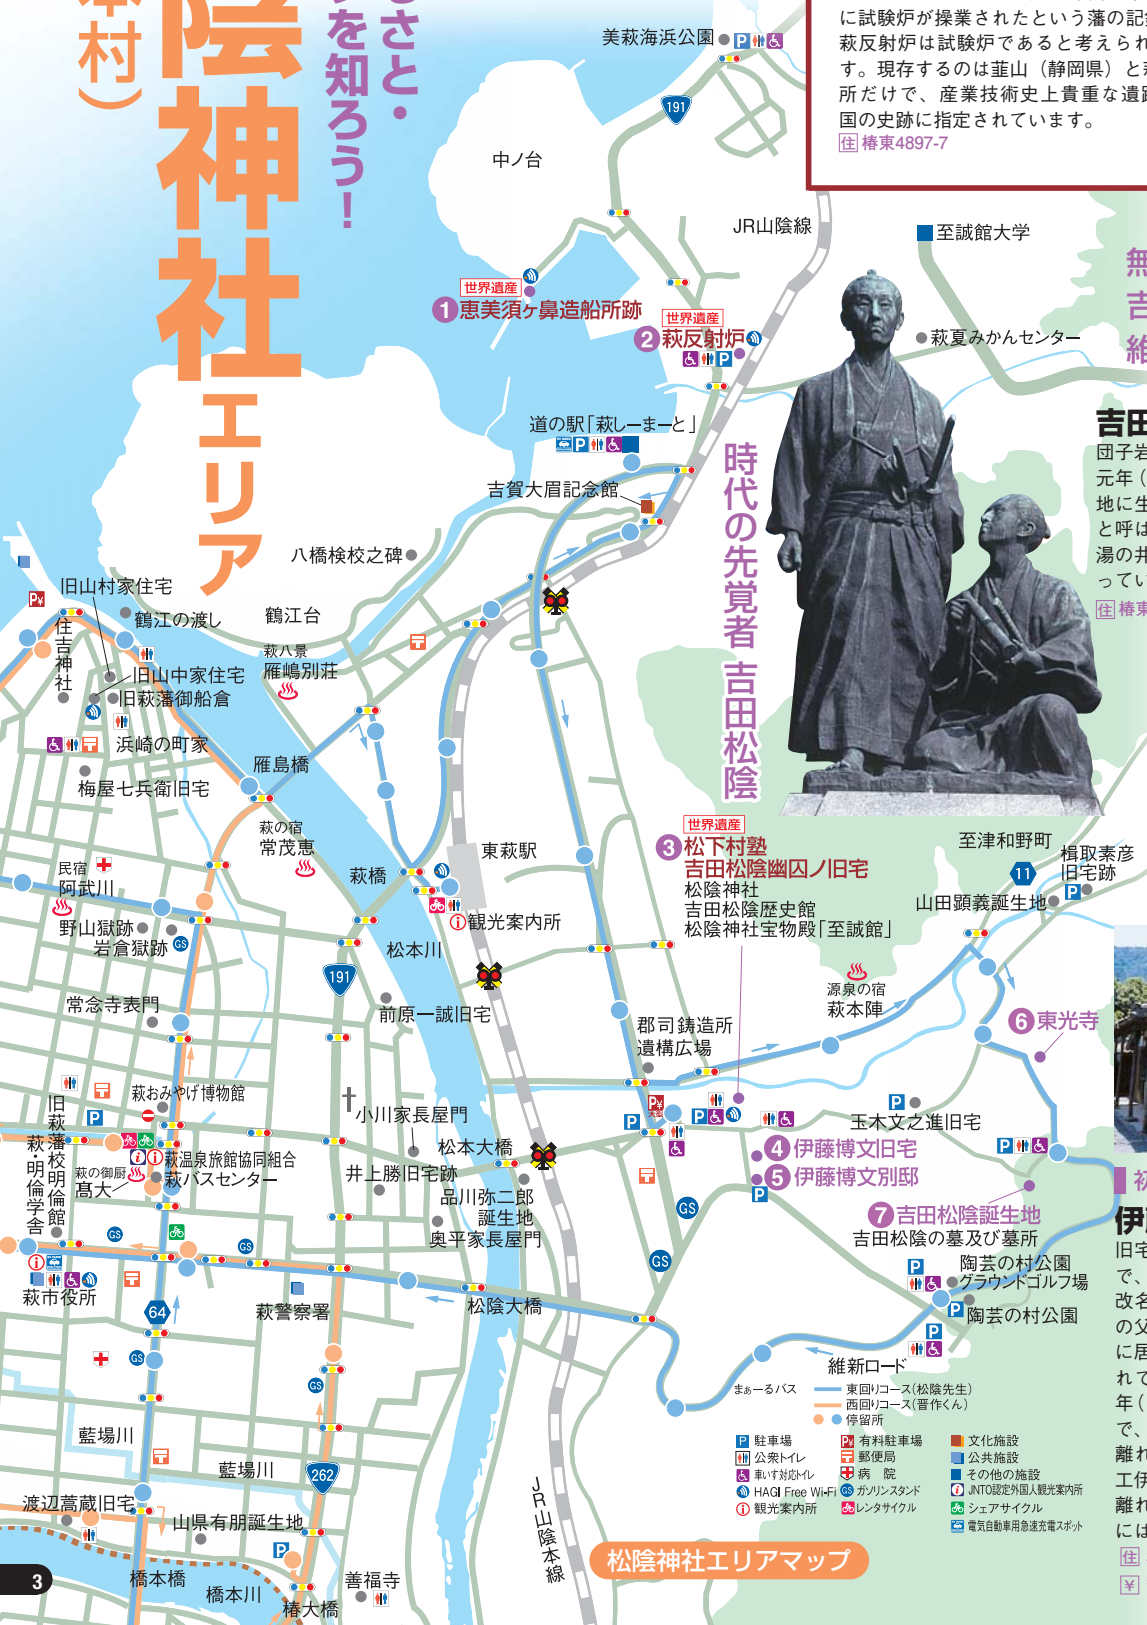 本村）
陰神社エリア
るさと・
を知ろう！
に試験炉が操業されたという藩の記
萩反射炉は試験炉であると考えられ
す。現存するのは韮山（静岡県）と
所だけで、産業技術史上貴重な遺
国の史跡に指定されています。
住 椿東4897-7
美萩海浜公園
P
191
中ノ台
JR山陰線
至誠館大学
世界遺産
1 恵美須ヶ鼻造船所跡
世界遺産
2 萩反射炉
P
萩夏みかんセンター
道の駅「萩しーまーと」
P
吉賀大眉記念館
時代の先覚者 吉田松陰
無
吉
維
吉田
団子岩
元年（
地に生
と呼は
湯の井
ってい
住 椿東
八橋検校之碑
旧山村家住宅
P¥
鶴江の渡し
鶴江台
住吉神社
萩八景
雁嶋別荘
旧山中家住宅
旧萩藩御船倉
浜崎の町家
梅屋七兵衛旧宅
雁島橋
萩の宿
常茂恵
東萩駅
萩橋
観光案内所
民宿
阿武川
野山獄跡
岩倉獄跡
GS
松本川
191
常念寺表門
前原一誠旧宅
世界遺産
3 松下村塾
吉田松陰幽囚ノ旧宅
松陰神社
吉田松陰歴史館
松陰神社宝物殿「至誠館」
至津和野町
11
楫取素彦
旧宅跡
P
山田顕義誕生地
源泉の宿
萩本陣
6 東光寺
郡司鋳造所
遺構広場
萩おみやげ博物館
旧萩藩校明倫館
萩・明倫学舎
P
小川家長屋門
松本大橋
萩温泉旅館協同組合
萩の御厨
髙大
萩バスセンター
井上勝旧宅跡
品川弥二郎
誕生地
奥平家長屋門
P
P¥
P
玉木文之進旧宅
P
P
4 伊藤博文旧宅
5 伊藤博文別邸
P
7 吉田松陰誕生地
吉田松陰の墓及び墓所
GS
GS
GS
GS
萩市役所
64
萩警察署
262
松陰大橋
P
陶芸の村公園
グラウンドゴルフ場
P
陶芸の村公園
P
維新ロード
伊
旧宅
で、
改名
の父
に居
れて
年（
で、
離れ
工伊
離れ
には
住
¥
GS
GS
藍場川
藍場川
渡辺蒿蔵旧宅
山県有朋誕生地
P
橋本橋
橋本川
椿大橋
善福寺
JR山陰本線
まぁーるバス
東回りコース（松陰先生）
西回りコース（晋作くん）
停留所
P 駐車場
公衆トイレ
車いす対応トイレ
HAGI Free Wi-Fi
観光案内所
P¥ 有料駐車場
郵便局
病 院
GS ガソリンスタンド
レンタサイクル
文化施設
公共施設
その他の施設
JNTO認定外国人観光案内所
シェアサイクル
電気自動車用急速充電スポット
松陰神社エリアマップ
3